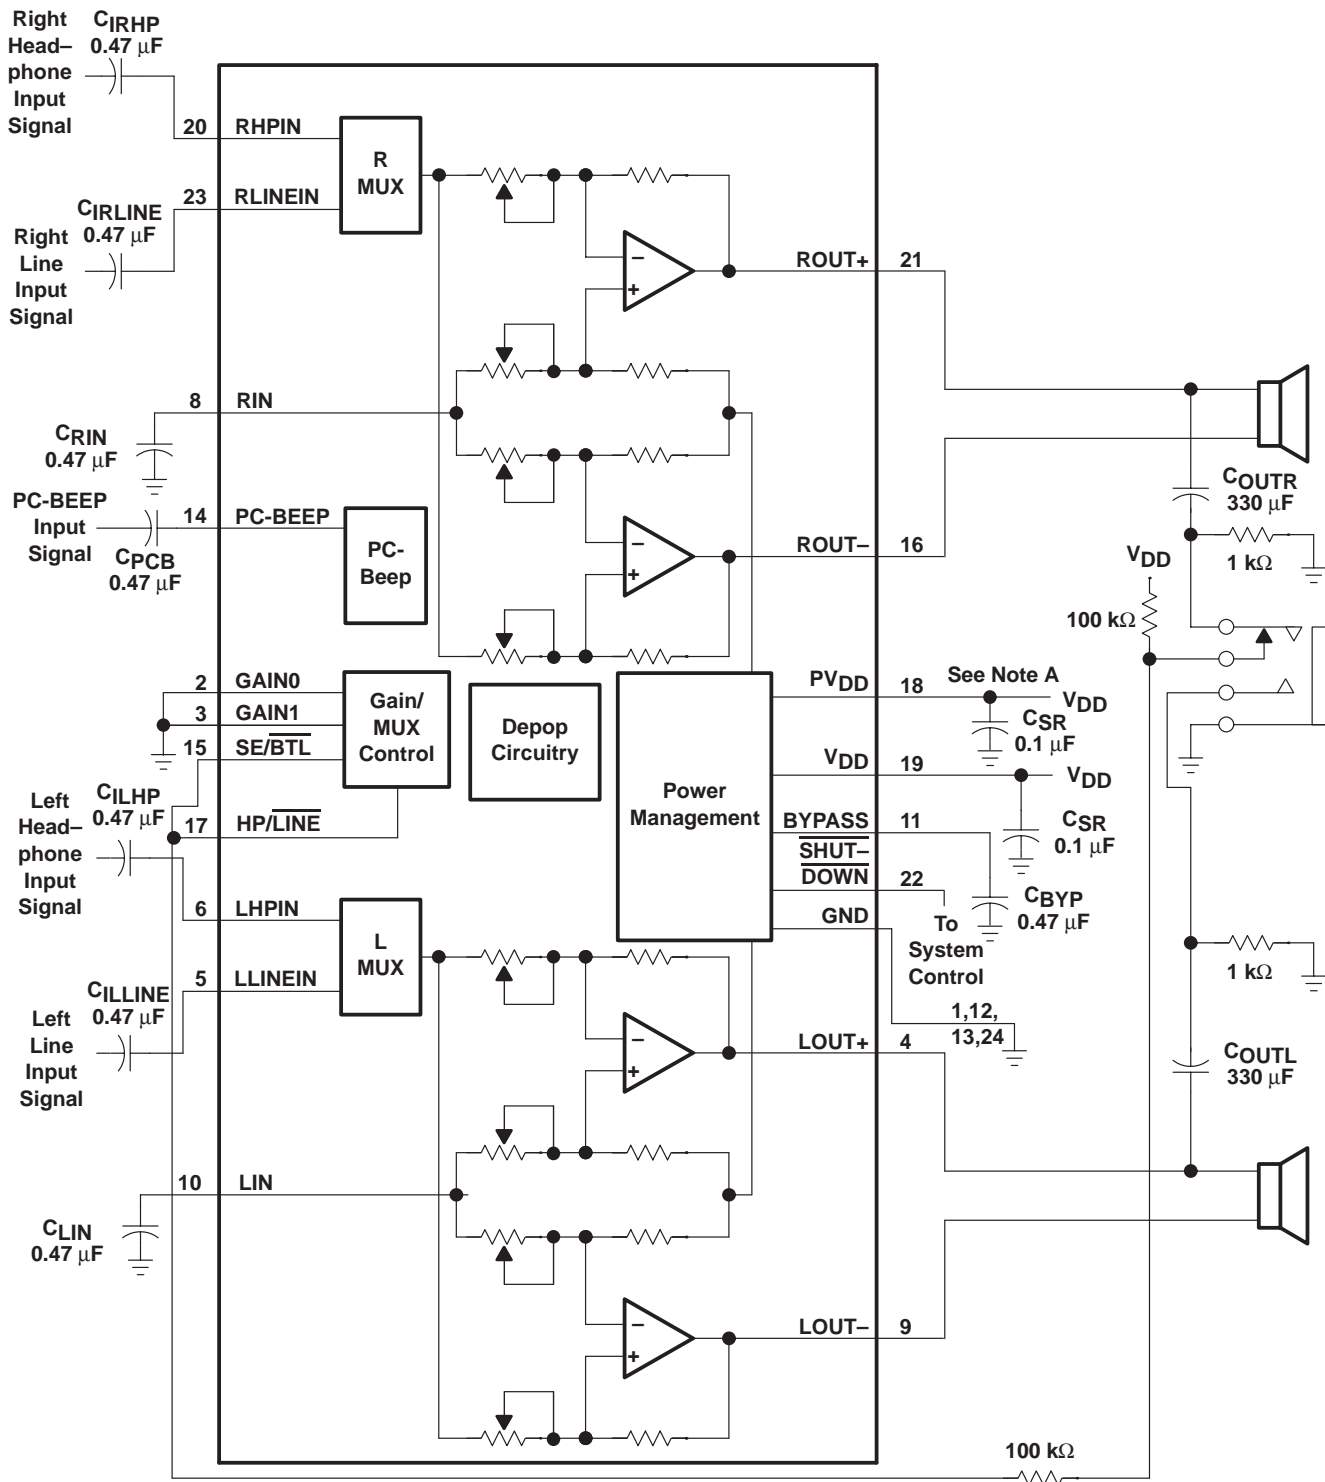 Right
Head–
phone
Input
Signal
CIRHP
0.47 μF
20 RHPIN
R
MUX
23 RLINEIN
CIRLINE
0.47 μF
Right
Line
Input
Signal
–
+
ROUT+ 21
8 RIN
CRIN
0.47 μF
PC-BEEP
Input
Signal
14 PC-BEEP
CPCB
0.47 μF
PC-
Beep
–
+
ROUT– 16
COUTR
330 μF
1 kΩ
VDD
100 kΩ
2 GAIN0
3 GAIN1
15 SE/BTL
17 HP/LINE
Gain/
MUX
Control
Depop
Circuitry
Power
Management
PVDD 18
See Note A
VDD
CSR
0.1 μF
VDD 19
VDD
CSR
0.1 μF
BYPASS 11
SHUT–
DOWN 22
CBYP
0.47 μF
To
System
Control
GND
1,12,
13,24
Left
Head–
phone
Input
Signal
CILHP
0.47 μF
6 LHPIN
L
MUX
5 LLINEIN
CILLINE
0.47 μF
Left
Line
Input
Signal
–
+
LOUT+ 4
1 kΩ
COUTL
330 μF
10 LIN
CLIN
0.47 μF
–
+
LOUT– 9
100 kΩ